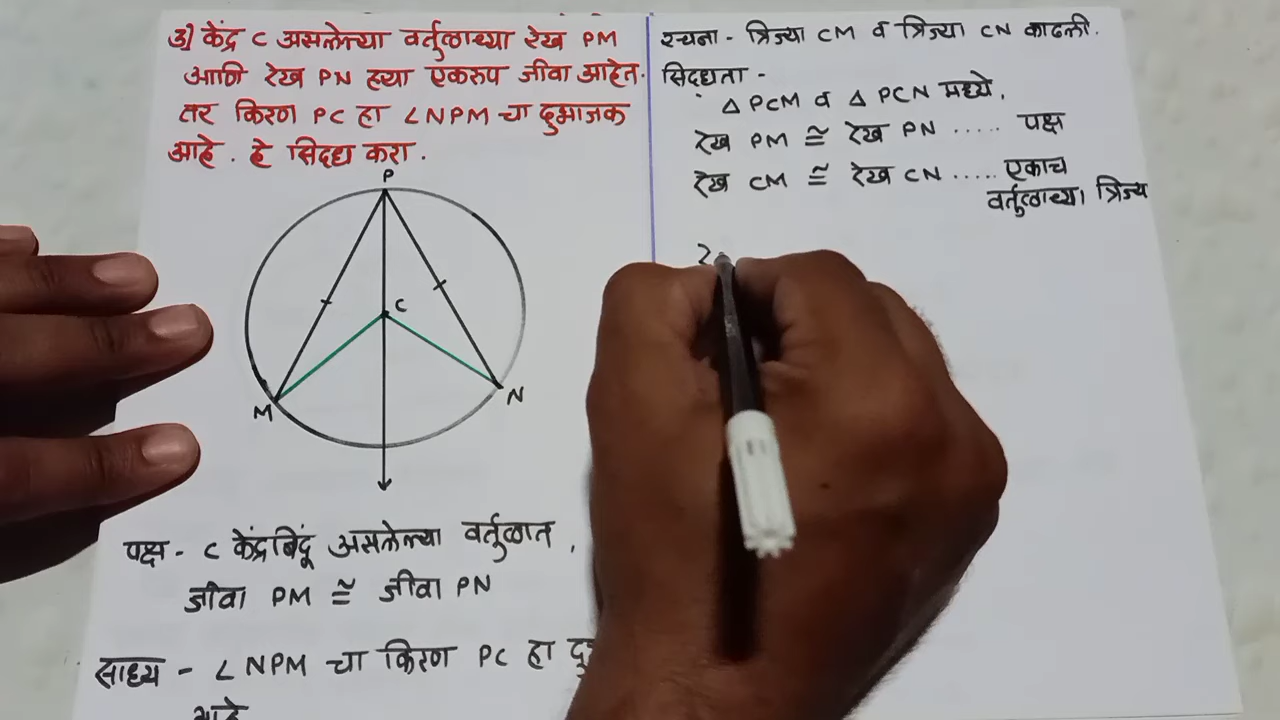 3) केंद्र C असलेल्या वर्तुळाच्या रेख PM
आणि रेख PN ह्या एकरूप जीवा आहेत.
तर किरण PC हा ∠NPM चा दुभाजक
आहे. हे सिद्ध करा.
P
C
M
N
पक्ष - C केंद्रबिंदू असलेल्या वर्तुळात,
जीवा PM ≅ जीवा PN
साध्य - ∠NPM चा किरण PC हा
आहे
रचना - त्रिज्या CM व त्रिज्या CN काढली.
सिद्धता -
△PCM व △PCN मध्ये,
रेख PM ≅ रेख PN ..... पक्ष
रेख CM ≅ रेख CN ..... एकाच
वर्तुळाच्या त्रिज्य